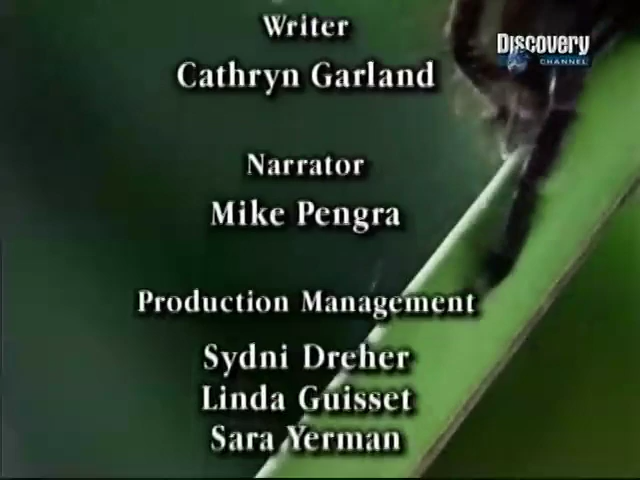 Writer
Discovery
CHANNEL
Cathryn Garland
Narrator
Mike Pengra
Production Management
Sydni Dreher
Linda Guisset
Sara Yerman